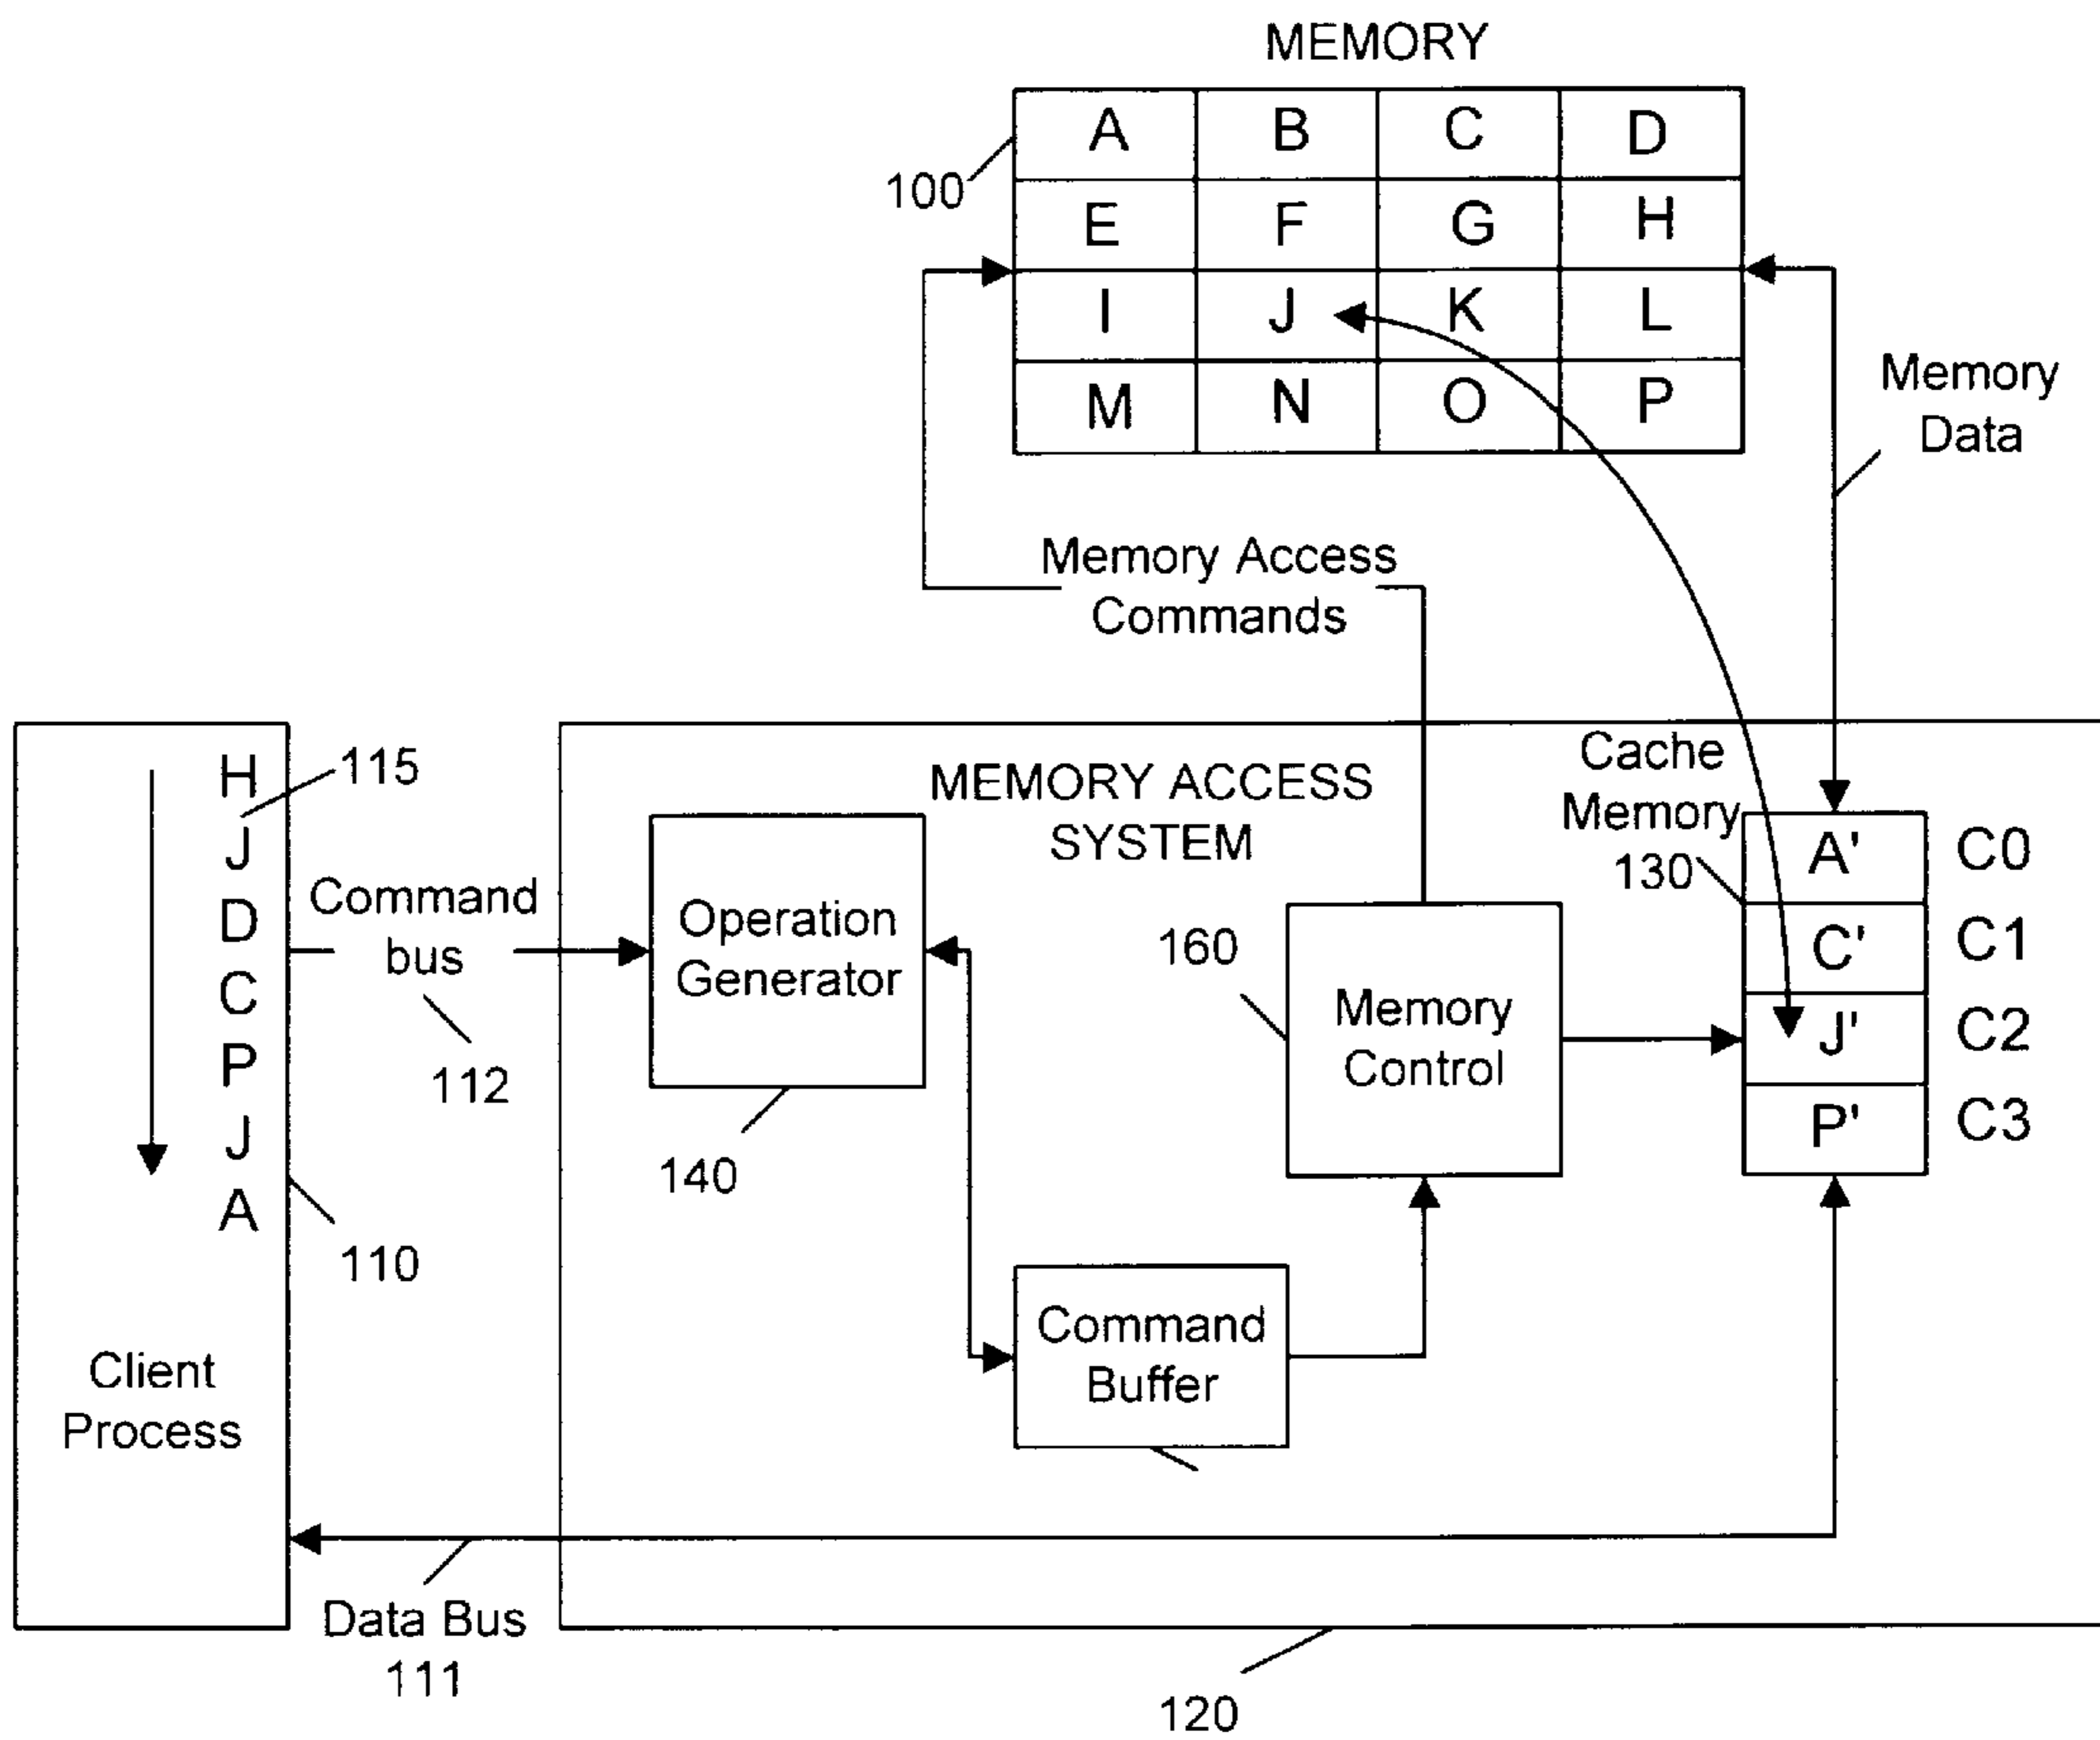 MEMORY
A B C D
100
E F G H
I J K L
M N O P
Memory
Data
Memory Access
Commands
H
115
J
D
C
P
J
A
Command
bus
112
110
Client
Process
MEMORY ACCESS
SYSTEM
Operation
Generator
140
160
Memory
Control
Cache
Memory
130
A' C0
C' C1
J' C2
P' C3
Command
Buffer
Data Bus
111
120